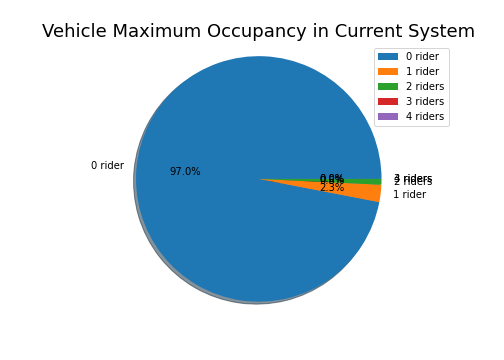 Vehicle Maximum Occupancy in Current System
0 rider
1 rider
2 riders
3 riders
4 riders
0 rider
97.0%
2.3%
1 rider